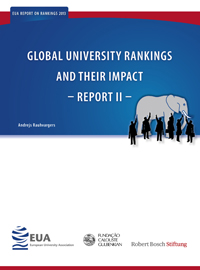 EUA REPORT ON RANKINGS 2013
GLOBAL UNIVERSITY RANKINGS
AND THEIR IMPACT
– REPORT II –
Andrejs Rauhvargers
EUA
European University Association
FUNDAÇÃO
CALOUSTE
GULBENKIAN
Robert Bosch Stiftung